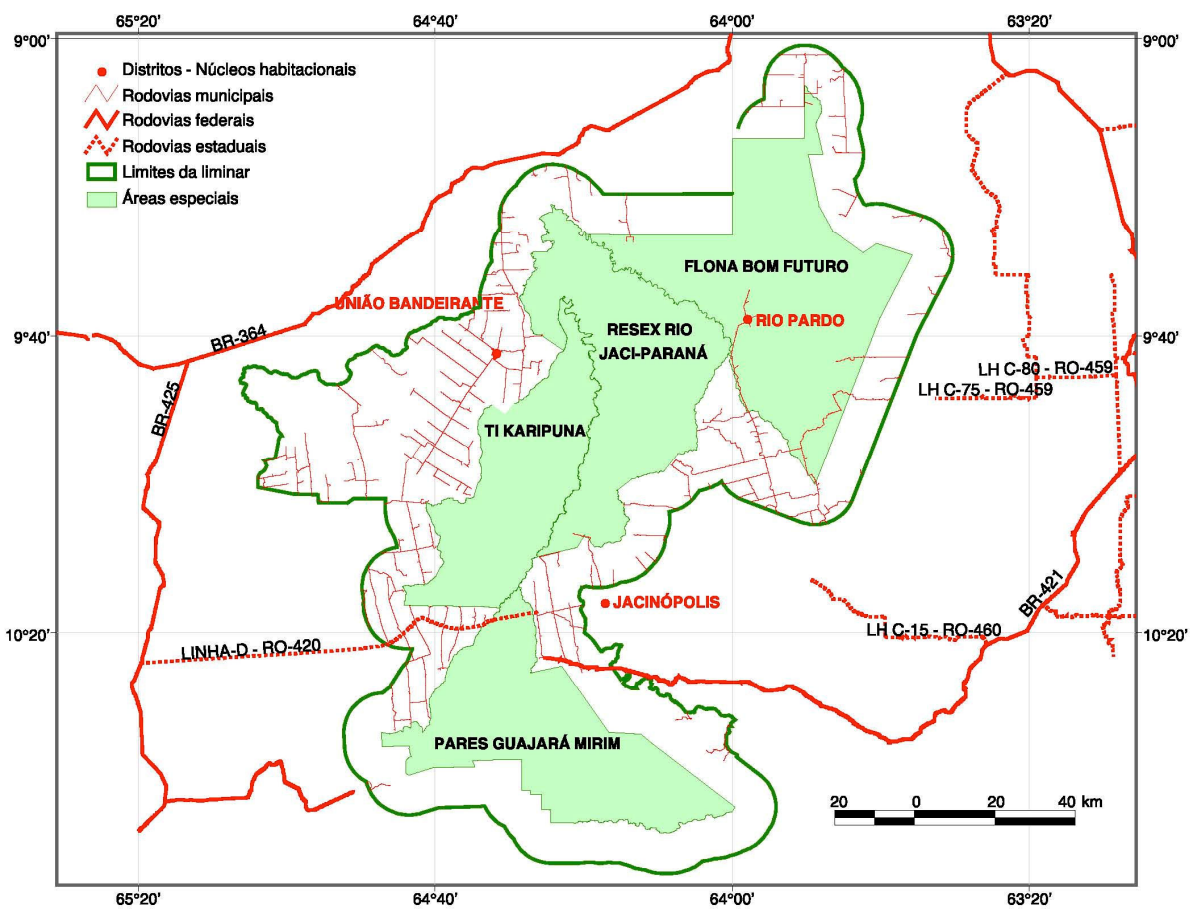 65°20' 64°40' 64°00' 63°20'
9°00' 9°00'
Distritos - Núcleos habitacionais
Rodovias municipais
Rodovias federais
Rodovias estaduais
Limites da liminar
Áreas especiais
FLONA BOM FUTURO
UNIÃO BANDEIRANTE
RIO PARDO
RESEX RIO
JACI-PARANÁ
BR-364
9°40' 9°40'
LH C-80 - RO-459
LH C-75 - RO-459
BR-425
TI KARIPUNA
BR-421
JACINÓPOLIS
LH C-15 - RO-460
10°20' 10°20'
LINHA-D - RO-420
PARES GUAJARÁ MIRIM
20 0 20 40 km
65°20' 64°40' 64°00' 63°20'